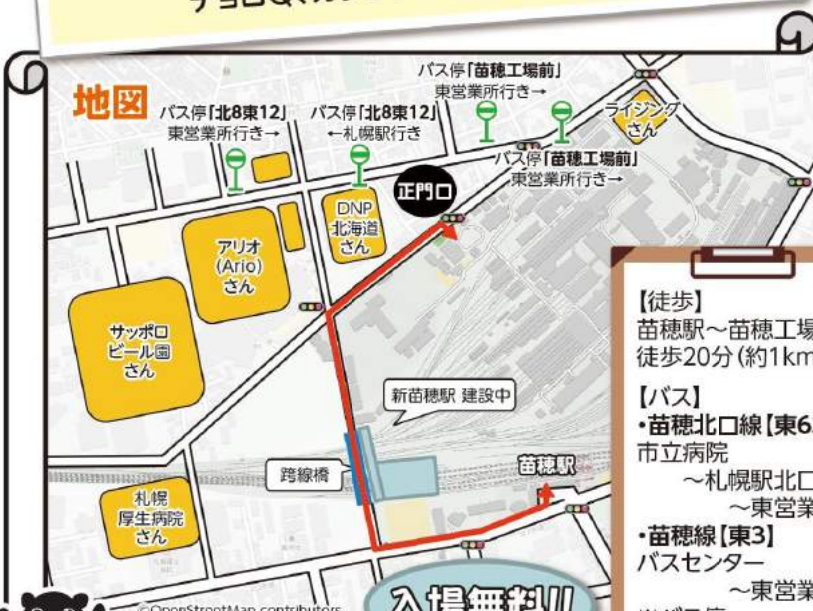 地図
バス停「北8東12」
東営業所行き→
バス停「北8東12」
←札幌駅行き
バス停「苗穂工場前」
東営業所行き→
バス停「苗穂工場前」
東営業所行き→
ライジング
さん
正門口
DNP
北海道
さん
アリオ
(Ario)
さん
サッポロ
ビール園
さん
新苗穂駅 建設中
跨線橋
苗穂駅
札幌
厚生病院
さん
【徒歩】
苗穂駅～苗穂工場
徒歩20分(約1km
【バス】
・苗穂北口線【東6
市立病院
～札幌駅北口
～東営業
・苗穂線【東3】
バスセンター
～東営業
入場無料!!
©OpenStreetMap contributors